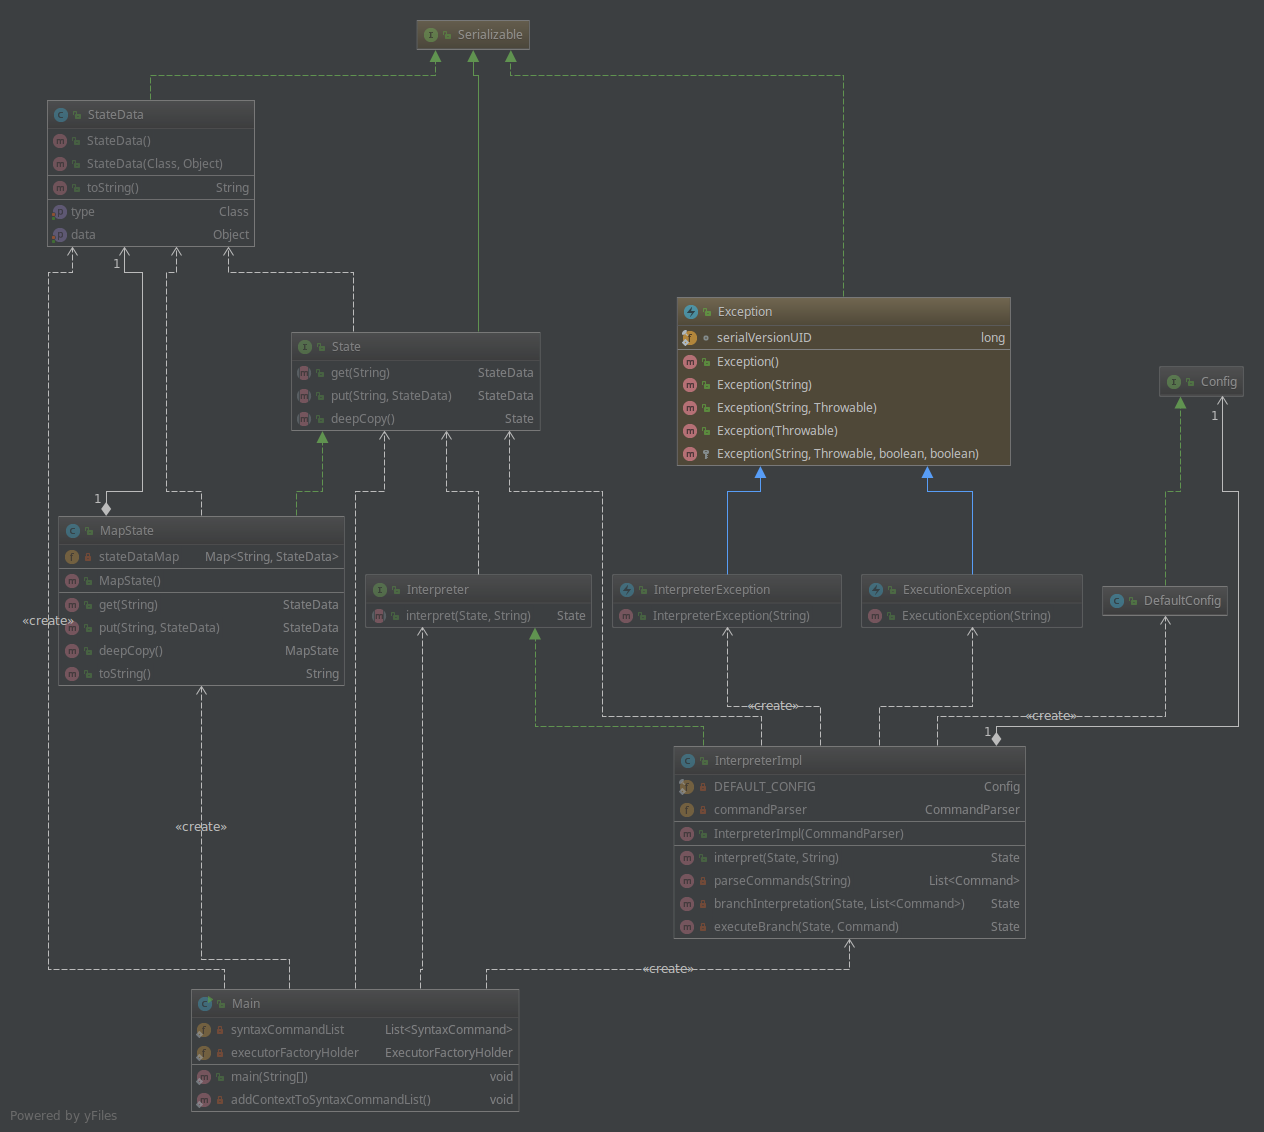 Serializable
StateData
StateData()
StateData(Class, Object)
toString() String
type Class
data Object
1
State
get(String) StateData
put(String, StateData) StateData
deepCopy() State
Exception
serialVersionUID long
Exception()
Exception(String)
Exception(String, Throwable)
Exception(Throwable)
Exception(String, Throwable, boolean, boolean)
Config
1
1
MapState
stateDataMap Map<String, StateData>
MapState()
get(String) StateData
put(String, StateData) StateData
deepCopy() MapState
toString() String
«create»
Interpreter
interpret(State, String) State
InterpreterException
InterpreterException(String)
ExecutionException
ExecutionException(String)
DefaultConfig
«create»
«create»
1
InterpreterImpl
DEFAULT_CONFIG Config
commandParser CommandParser
InterpreterImpl(CommandParser)
interpret(State, String) State
parseCommands(String) List<Command>
branchInterpretation(State, List<Command>) State
executeBranch(State, Command) State
«create»
«create»
Main
syntaxCommandList List<SyntaxCommand>
executorFactoryHolder ExecutorFactoryHolder
main(String[]) void
addContextToSyntaxCommandList() void
Powered by yFiles